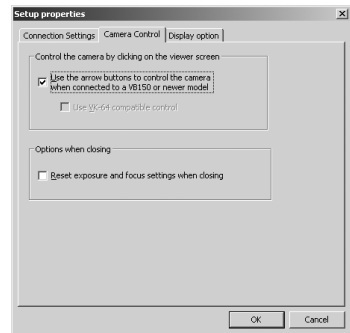 Setup properties
Connection Settings Camera Control Display option
Control the camera by clicking on the viewer screen
Use the arrow buttons to control the camera
when connected to a VB150 or newer model
Use VK-64 compatible control
Options when closing
Reset exposure and focus settings when closing
OK Cancel